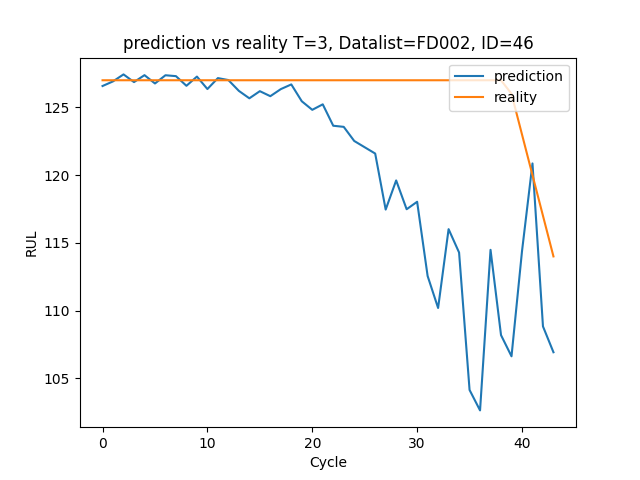 prediction vs reality T=3, Datalist=FD002, ID=46
prediction
reality
125
120
115
110
105
RUL
0 10 20 30 40
Cycle